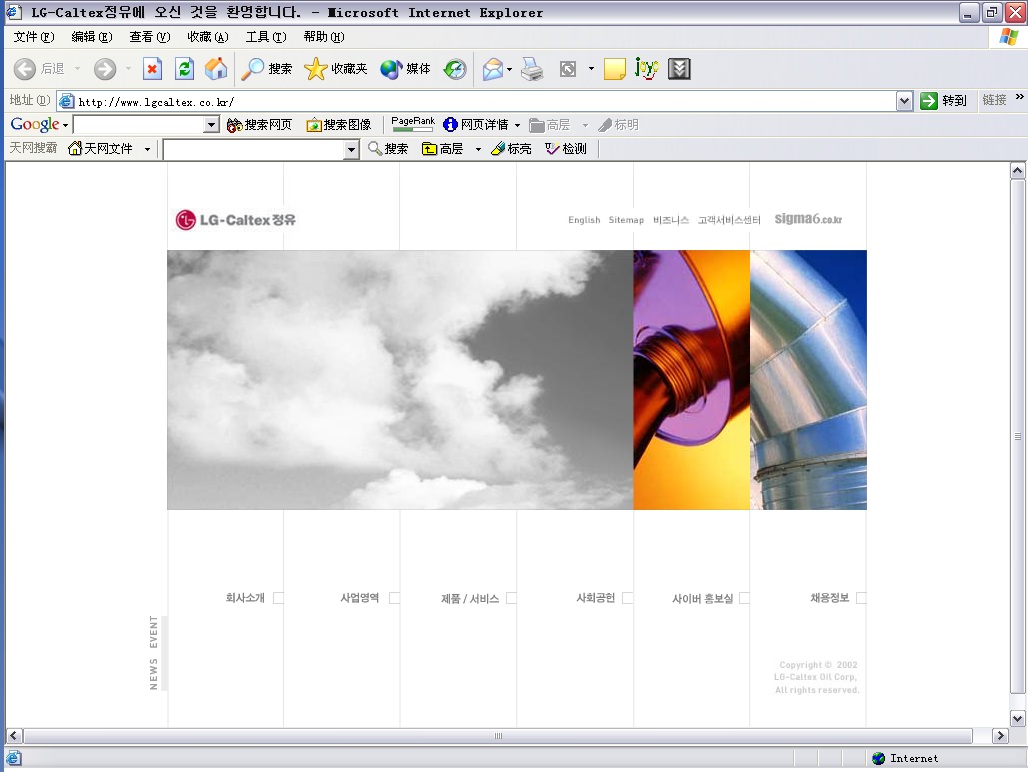 LG-Caltex정유에 오신 것을 환영합니다. - Microsoft Internet Explorer
文件(F) 编辑(E) 查看(V) 收藏(A) 工具(T) 帮助(H)
后退 搜索 收藏夹 媒体
地址(D) http://www.lgcaltex.co.kr/ 转到 链接 »
Google 搜索网页 搜索图像 PageRank 网页详情 高层 标明
天网搜霸 天网文件 搜索 高层 标亮 检测
LG-Caltex정유 English Sitemap 비즈니스 고객서비스센터 sigma6.co.kr
회사소개 사업영역 제품 / 서비스 사회공헌 사이버 홍보실 채용정보
NEWS EVENT
Copyright © 2002
LG-Caltex Oil Corp,
All rights reserved.
Internet